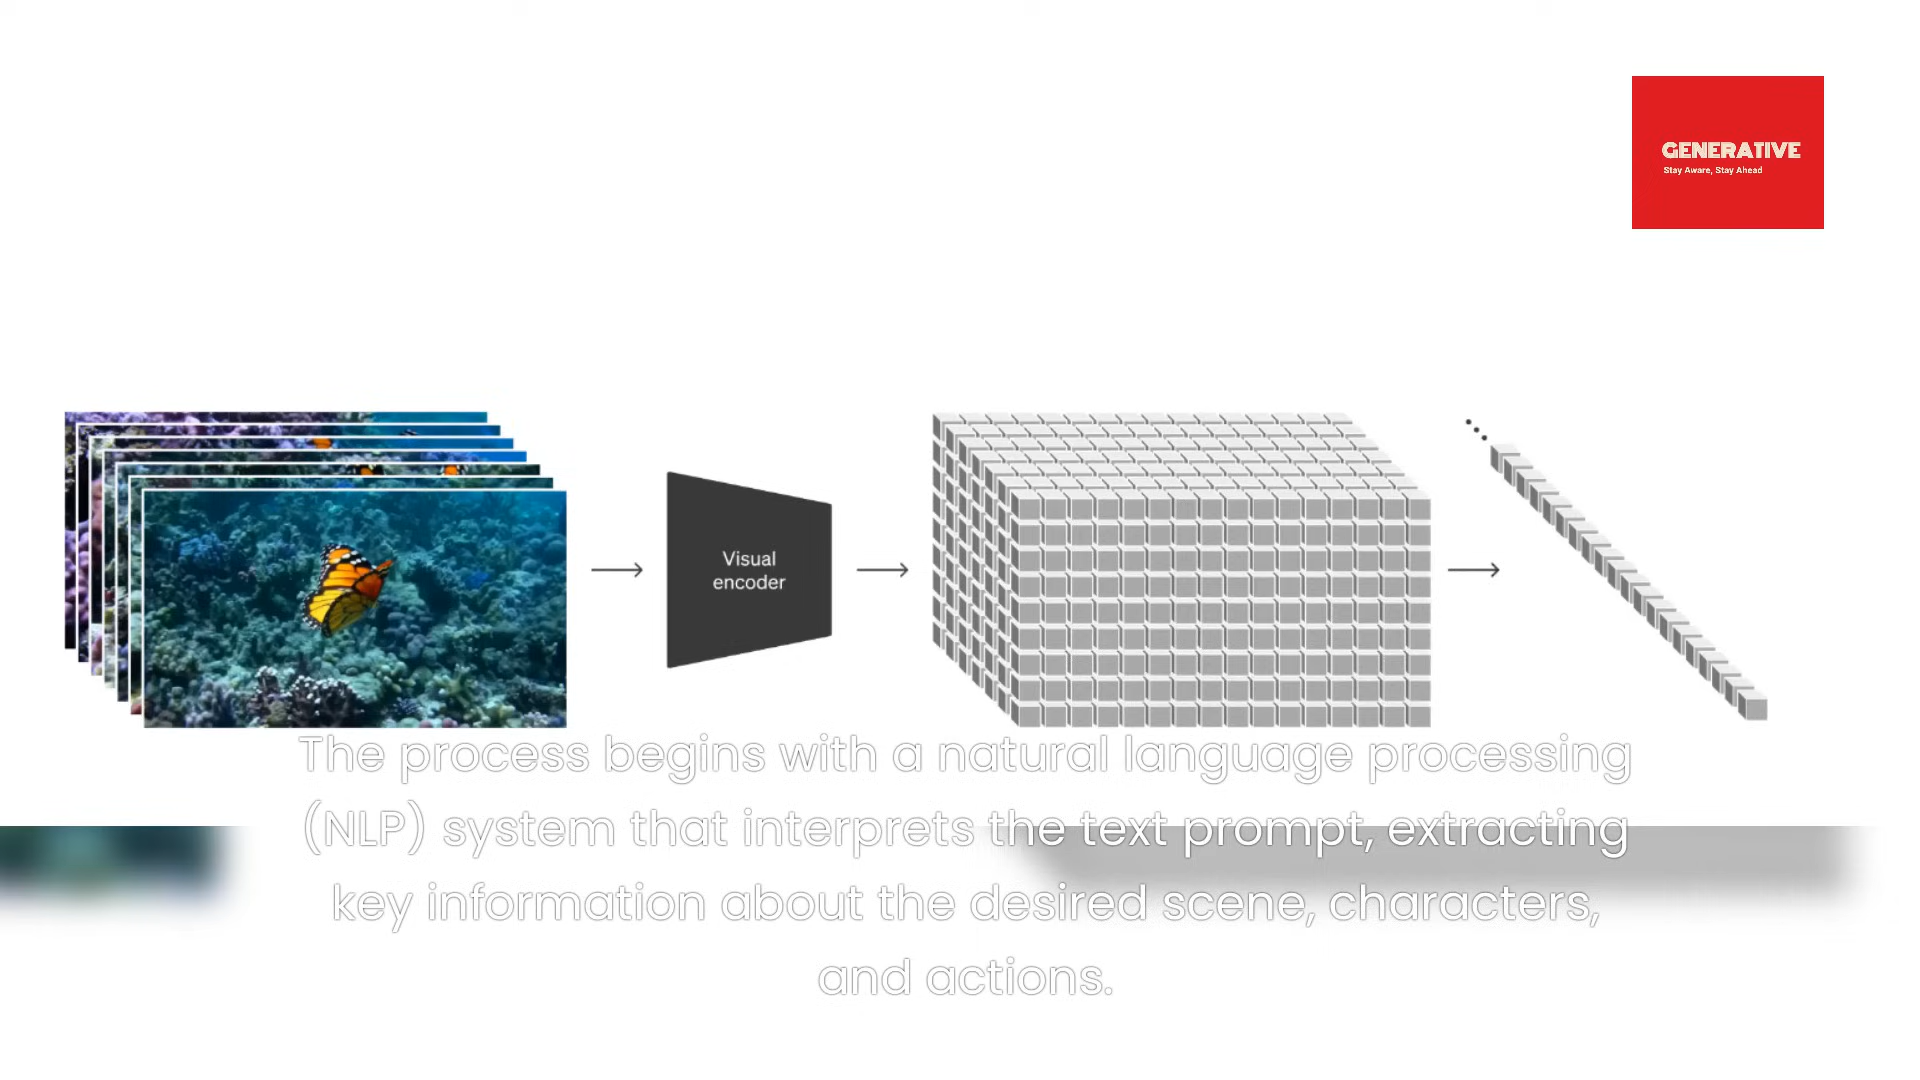 GENERATIVE
Stay Aware, Stay Ahead
Visual
encoder
The process begins with a natural language processing
(NLP) system that interprets the text prompt, extracting
key information about the desired scene, characters,
and actions.